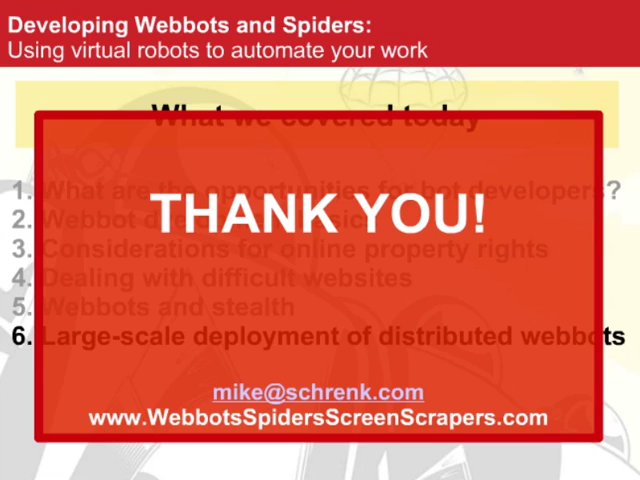 Developing Webbots and Spiders:
Using virtual robots to automate your work
What we covered today
THANK YOU!
1. What are the opportunities for bot developers?
2. Webbot development basics
3. Considerations for online property rights
4. Dealing with difficult websites
5. Webbots and stealth
6. Large-scale deployment of distributed webbots
mike@schrenk.com
www.WebbotsSpidersScreenScrapers.com